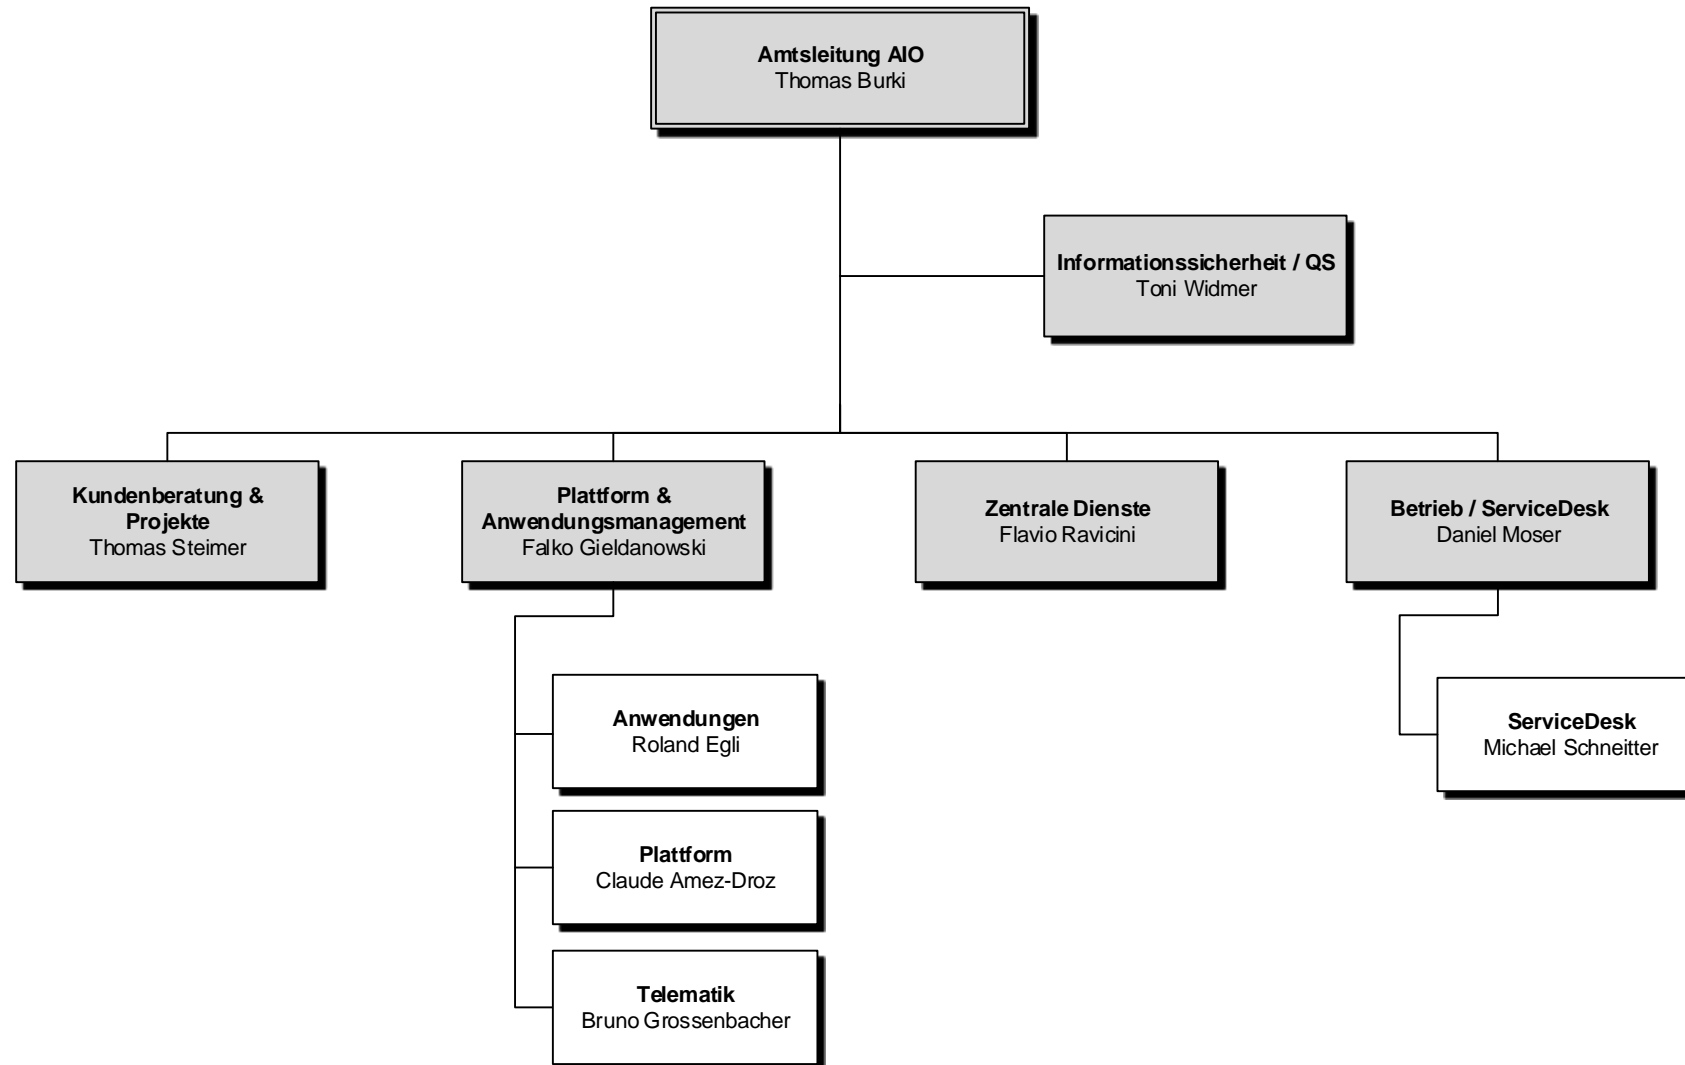 Amtsleitung AIO
Thomas Burki
Informationssicherheit / QS
Toni Widmer
Kundenberatung &
Projekte
Thomas Steimer
Plattform &
Anwendungsmanagement
Falko Gieldanowski
Zentrale Dienste
Flavio Ravicini
Betrieb / ServiceDesk
Daniel Moser
Anwendungen
Roland Egli
Plattform
Claude Amez-Droz
Telematik
Bruno Grossenbacher
ServiceDesk
Michael Schneitter